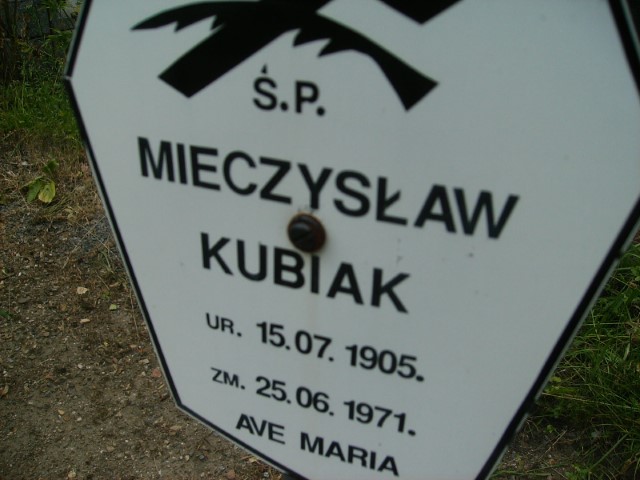 Ś.P.
MIECZYSŁAW
KUBIAK
UR. 15.07.1905.
ZM. 25.06.1971.
AVE MARIA